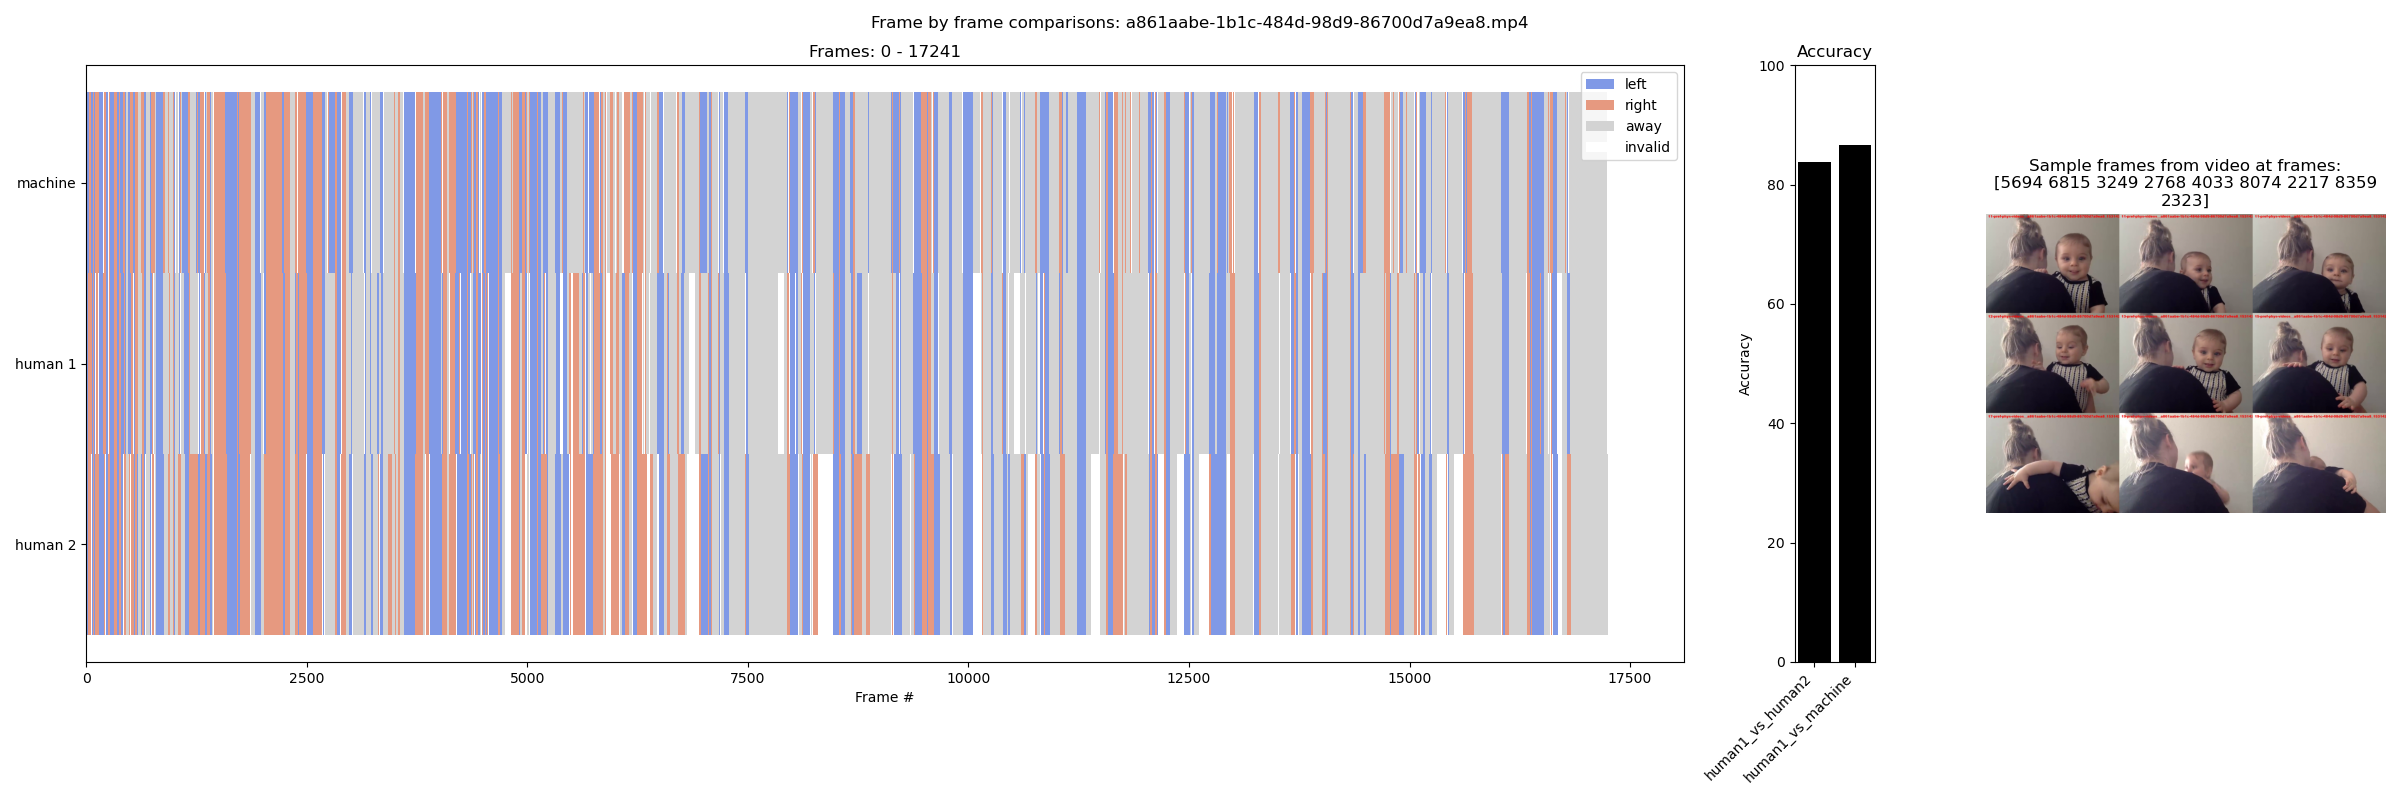 Frame by frame comparisons: a861aabe-1b1c-484d-98d9-86700d7a9ea8.mp4
Frames: 0 - 17241
left
right
away
invalid
machine
human 1
human 2
0
2500
5000
7500
10000
12500
15000
17500
Frame #
Accuracy
100
80
60
40
20
0
Accuracy
human1_vs_human2
human1_vs_machine
Sample frames from video at frames:
[5694 6815 3249 2768 4033 8074 2217 8359
2323]